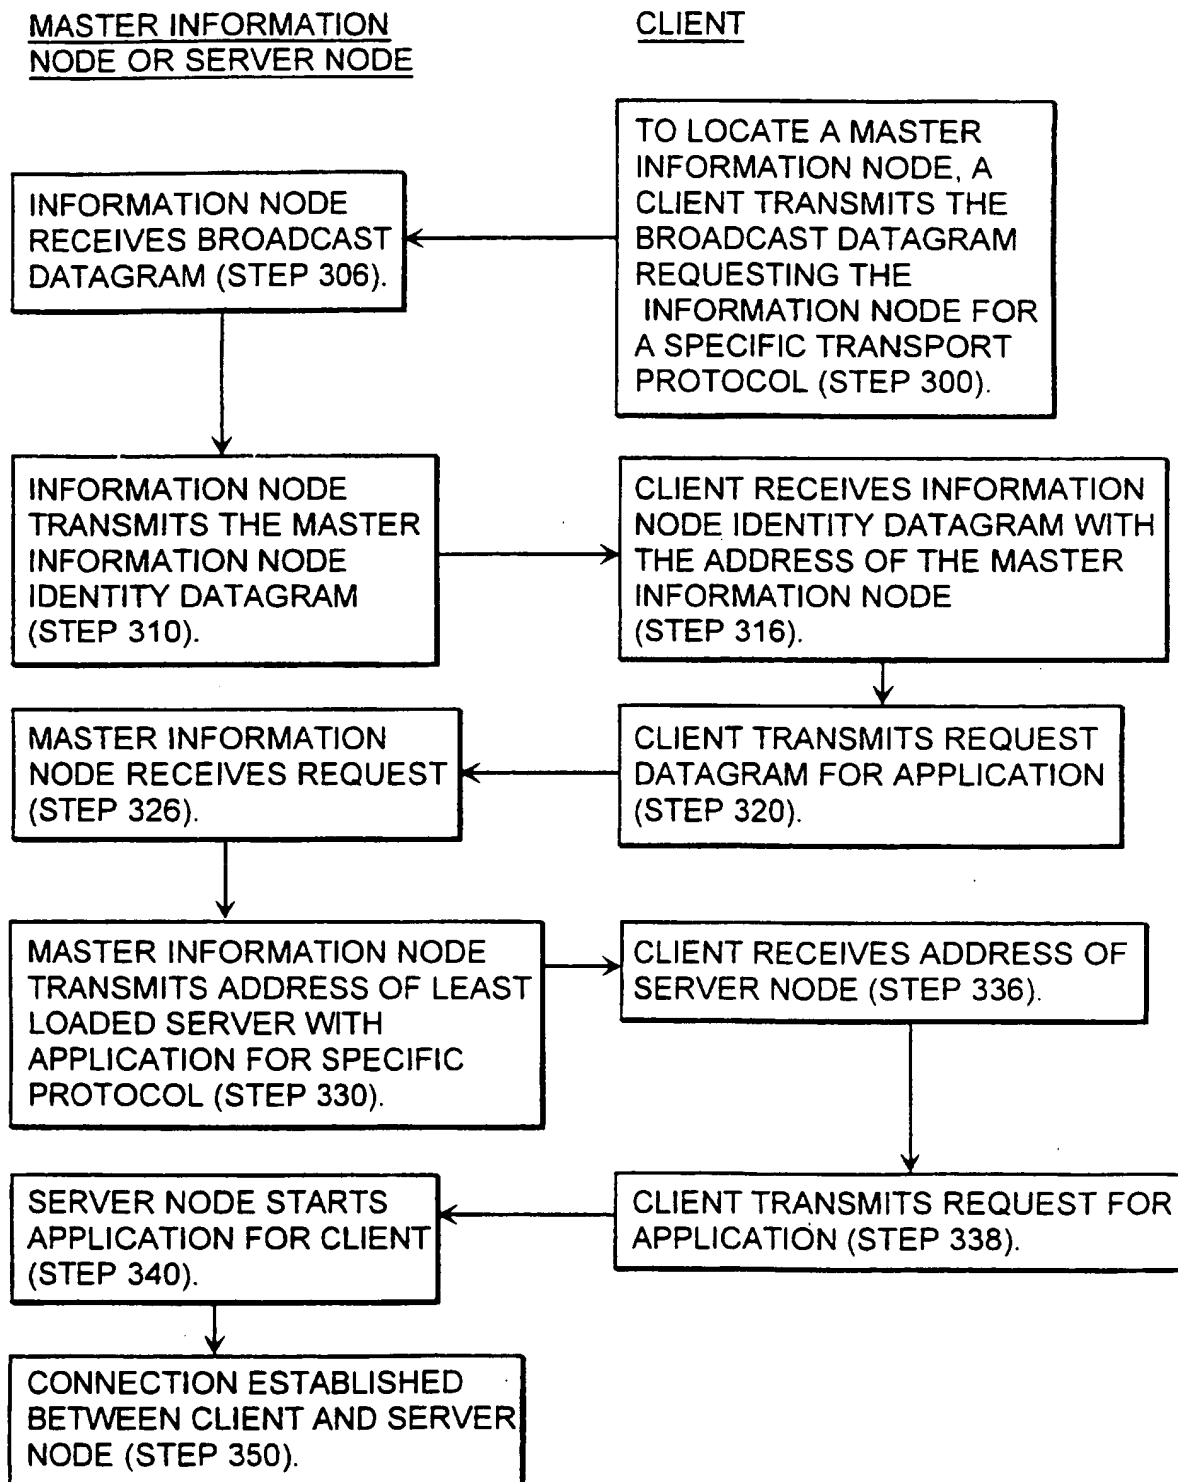 MASTER INFORMATION
NODE OR SERVER NODE
CLIENT
TO LOCATE A MASTER
INFORMATION NODE, A
CLIENT TRANSMITS THE
BROADCAST DATAGRAM
REQUESTING THE
INFORMATION NODE FOR
A SPECIFIC TRANSPORT
PROTOCOL (STEP 300).
INFORMATION NODE
RECEIVES BROADCAST
DATAGRAM (STEP 306).
INFORMATION NODE
TRANSMITS THE MASTER
INFORMATION NODE
IDENTITY DATAGRAM
(STEP 310).
CLIENT RECEIVES INFORMATION
NODE IDENTITY DATAGRAM WITH
THE ADDRESS OF THE MASTER
INFORMATION NODE
(STEP 316).
CLIENT TRANSMITS REQUEST
DATAGRAM FOR APPLICATION
(STEP 320).
MASTER INFORMATION
NODE RECEIVES REQUEST
(STEP 326).
MASTER INFORMATION NODE
TRANSMITS ADDRESS OF LEAST
LOADED SERVER WITH
APPLICATION FOR SPECIFIC
PROTOCOL (STEP 330).
CLIENT RECEIVES ADDRESS OF
SERVER NODE (STEP 336).
CLIENT TRANSMITS REQUEST FOR
APPLICATION (STEP 338).
SERVER NODE STARTS
APPLICATION FOR CLIENT
(STEP 340).
CONNECTION ESTABLISHED
BETWEEN CLIENT AND SERVER
NODE (STEP 350).